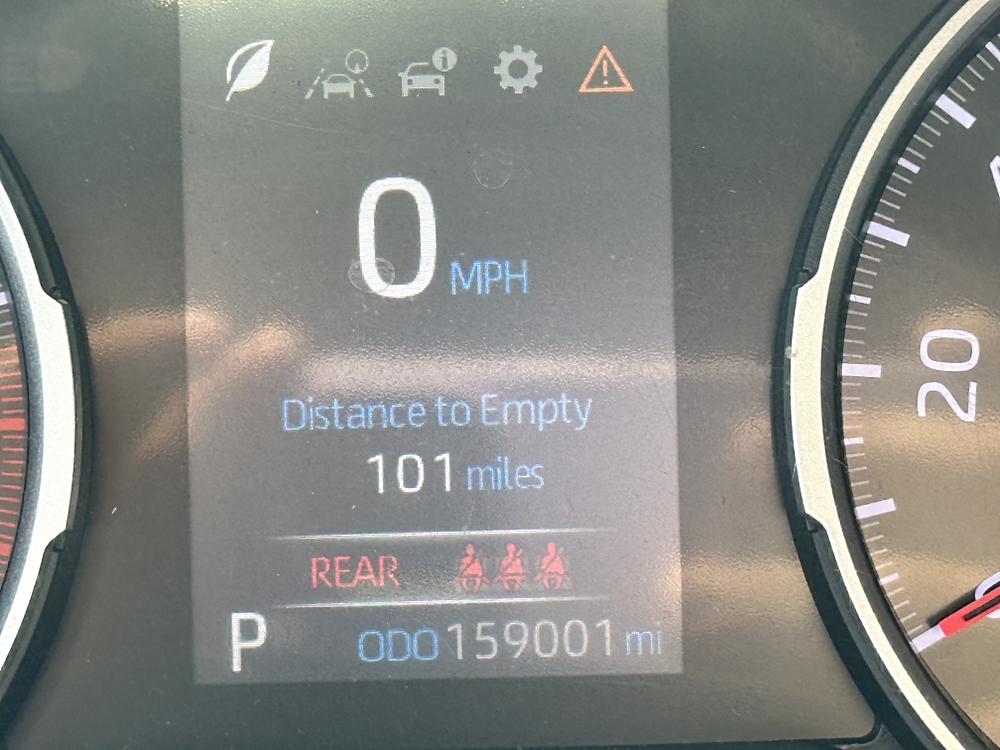 0 MPH
Distance to Empty
101 miles
REAR
P ODO 159001 mi
20